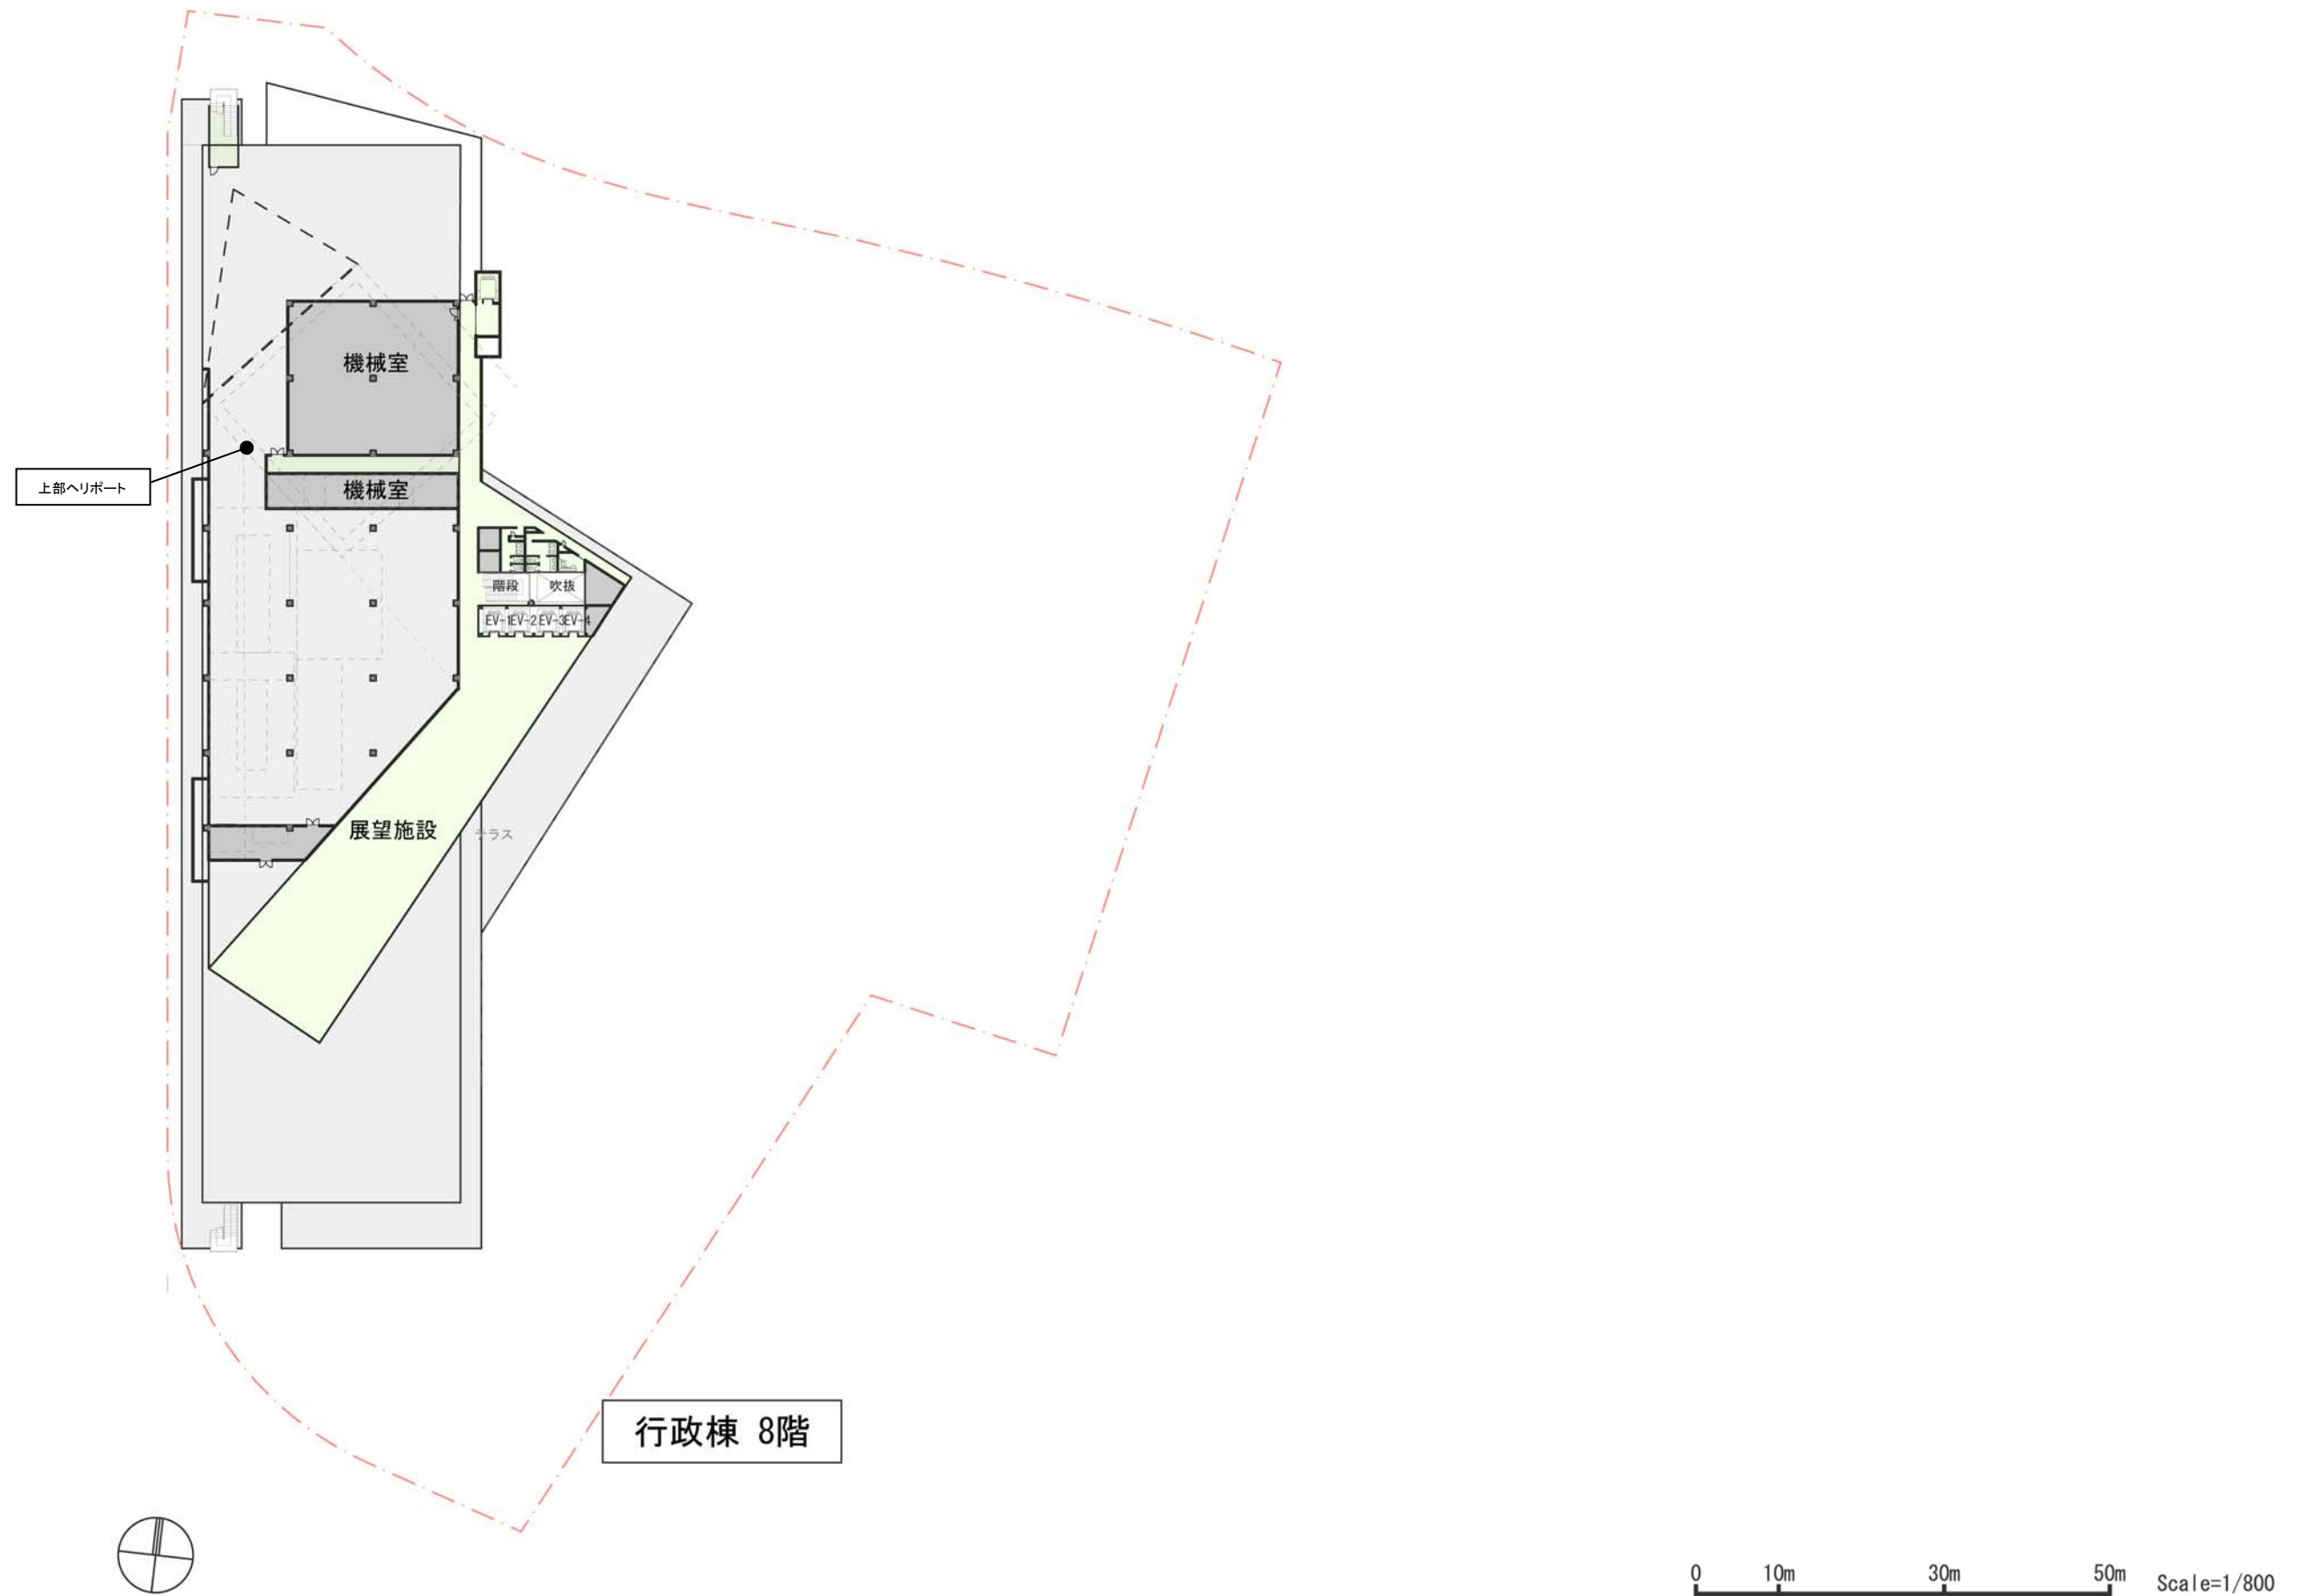 機械室
機械室
上部ヘリポート
階段
吹抜
EV-1
EV-2
EV-3
EV-4
展望施設
テラス
行政棟 8階
0
10m
30m
50m
Scale=1/800